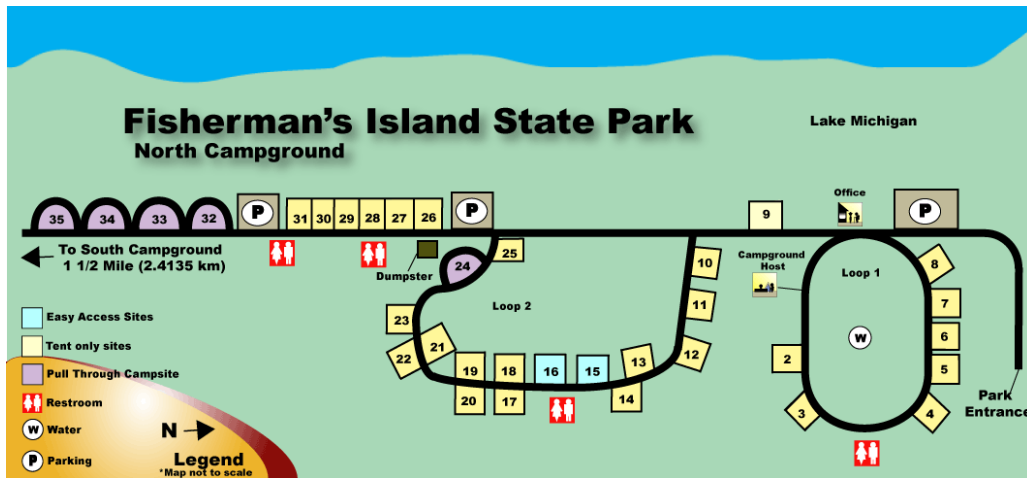 Fisherman's Island State Park
North Campground
Lake Michigan
Office
35
34
33
32
P
31
30
29
28
27
26
P
9
P
To South Campground
1 1/2 Mile (2.4135 km)
Dumpster
24
25
10
Campground
Host
Loop 1
8
Loop 2
11
7
23
22
21
W
6
12
2
5
19
18
16
15
13
20
17
14
3
4
Park
Entrance
Easy Access Sites
Tent only sites
Pull Through Campsite
Restroom
W Water
P Parking
N
Legend
*Map not to scale